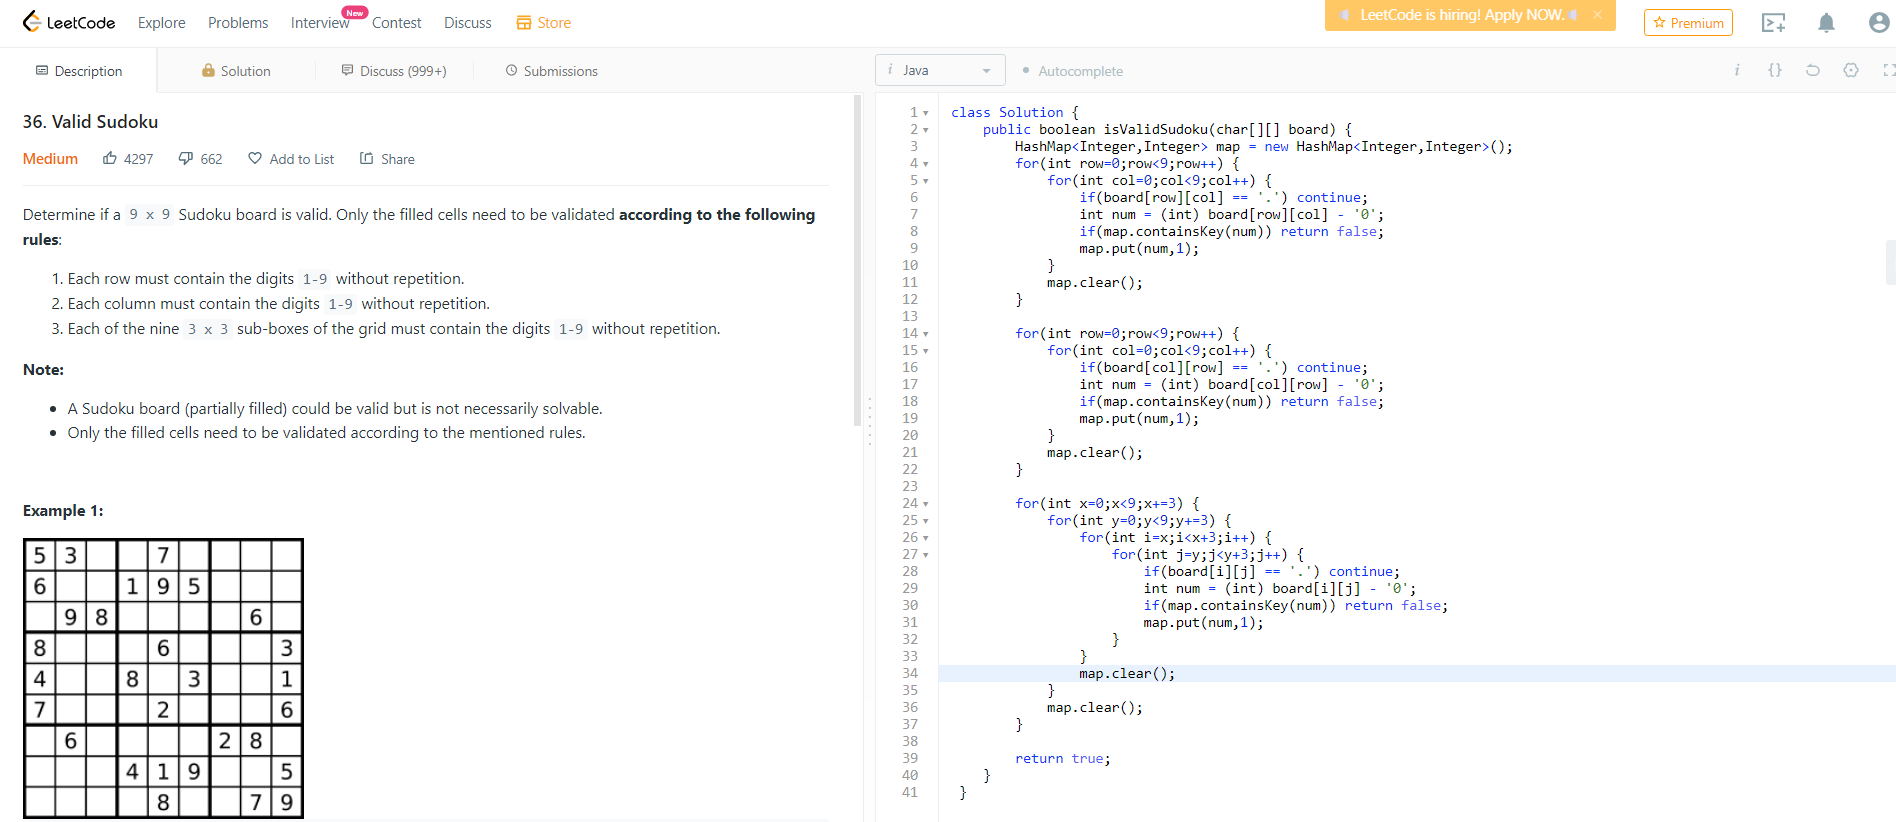 LeetCode Explore Problems Interview New Contest Discuss Store LeetCode is hiring! Apply NOW. × Premium
Description Solution Discuss (999+) Submissions
i Java Autocomplete i {}
36. Valid Sudoku
Medium 4297 662 Add to List Share
Determine if a 9 x 9 Sudoku board is valid. Only the filled cells need to be validated according to the following
rules:
1. Each row must contain the digits 1-9 without repetition.
2. Each column must contain the digits 1-9 without repetition.
3. Each of the nine 3 x 3 sub-boxes of the grid must contain the digits 1-9 without repetition.
Note:
• A Sudoku board (partially filled) could be valid but is not necessarily solvable.
• Only the filled cells need to be validated according to the mentioned rules.
Example 1:
5 3 7
6 1 9 5
9 8 6
8 6 3
4 8 3 1
7 2 6
6 2 8
4 1 9 5
8 7 9
1 class Solution {
2     public boolean isValidSudoku(char[][] board) {
3         HashMap<Integer,Integer> map = new HashMap<Integer,Integer>();
4         for(int row=0;row<9;row++) {
5             for(int col=0;col<9;col++) {
6                 if(board[row][col] == '.') continue;
7                 int num = (int) board[row][col] - '0';
8                 if(map.containsKey(num)) return false;
9                 map.put(num,1);
10             }
11             map.clear();
12         }
13
14         for(int row=0;row<9;row++) {
15             for(int col=0;col<9;col++) {
16                 if(board[col][row] == '.') continue;
17                 int num = (int) board[col][row] - '0';
18                 if(map.containsKey(num)) return false;
19                 map.put(num,1);
20             }
21             map.clear();
22         }
23
24         for(int x=0;x<9;x+=3) {
25             for(int y=0;y<9;y+=3) {
26                 for(int i=x;i<x+3;i++) {
27                     for(int j=y;j<y+3;j++) {
28                         if(board[i][j] == '.') continue;
29                         int num = (int) board[i][j] - '0';
30                         if(map.containsKey(num)) return false;
31                         map.put(num,1);
32                     }
33                 }
34                 map.clear();
35             }
36             map.clear();
37         }
38
39         return true;
40     }
41 }